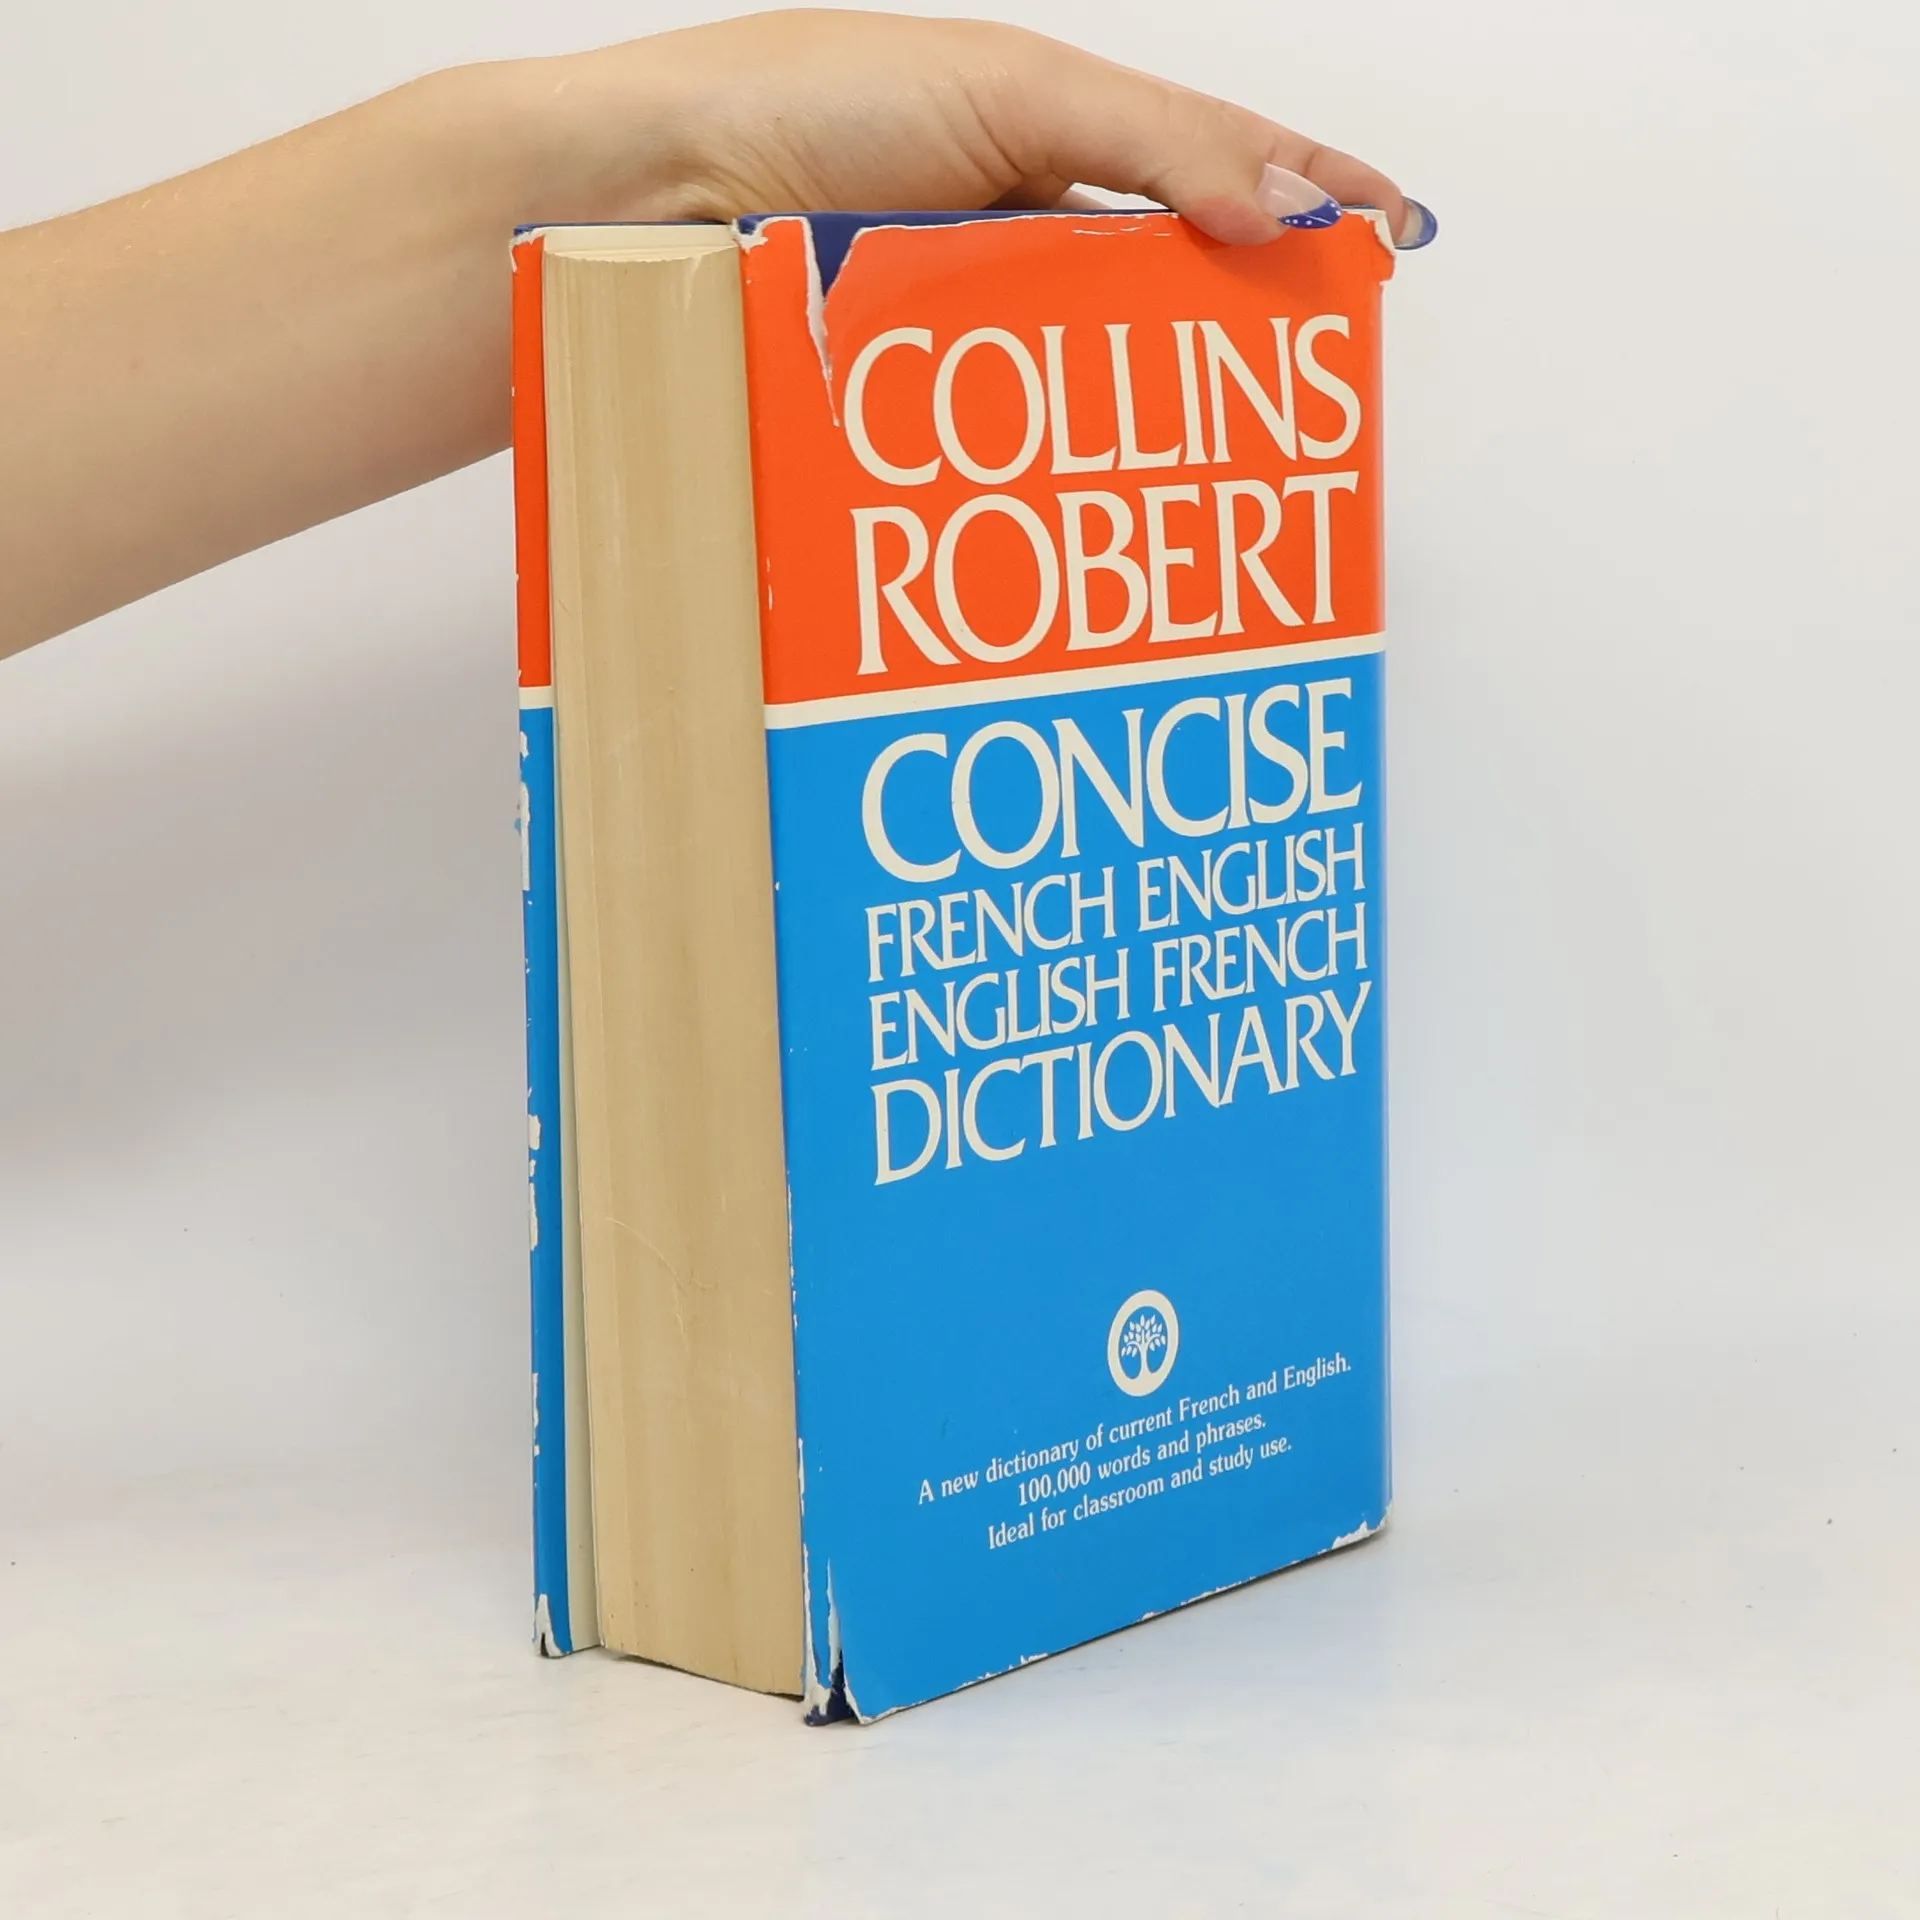 COLLINS
ROBERT
CONCISE
FRENCH ENGLISH
ENGLISH FRENCH
DICTIONARY
A new dictionary of current French and English.
100,000 words and phrases.
Ideal for classroom and study use.